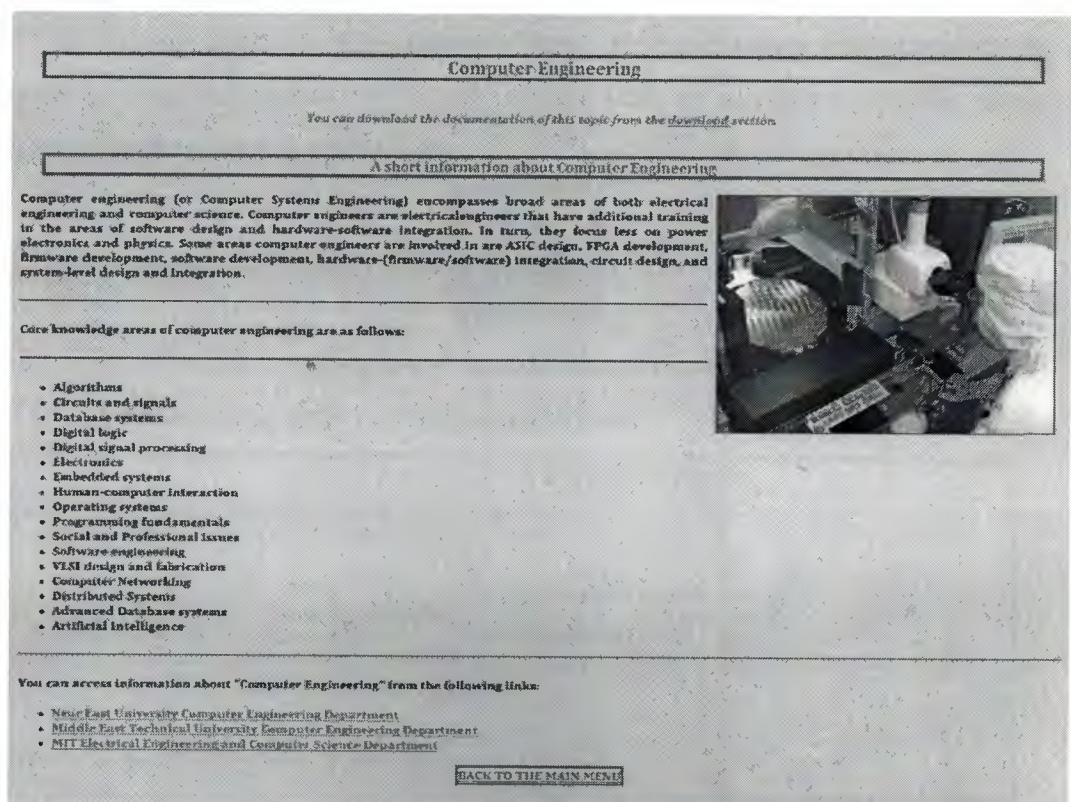 Computer Engineering
You can download the documentation of this topic from the download section
A short information about Computer Engineering
Computer engineering (or Computer Systems Engineering) encompasses broad areas of both electrical
engineering and computer science. Computer engineers are electricalengineers that have additional training
in the areas of software design and hardware-software integration. In turn, they focus less on power
electronics and physics. Some areas computer engineers are involved in are ASIC design, FPGA development,
firmware development, software development, hardware-(firmware/software) integration, circuit design, and
system-level design and integration.
Core knowledge areas of computer engineering are as follows:
• Algorithms
• Circuits and signals
• Database systems
• Digital logic
• Digital signal processing
• Electronics
• Embedded systems
• Human-computer interaction
• Operating systems
• Programming fundamentals
• Social and Professional Issues
• Software engineering
• VLSI design and fabrication
• Computer Networking
• Distributed Systems
• Advanced Database systems
• Artificial Intelligence
You can access information about "Computer Engineering" from the following links:
• Near East University Computer Engineering Department
• Middle East Technical University Computer Engineering Department
• MIT Electrical Engineering and Computer Science Department
BACK TO THE MAIN MENU